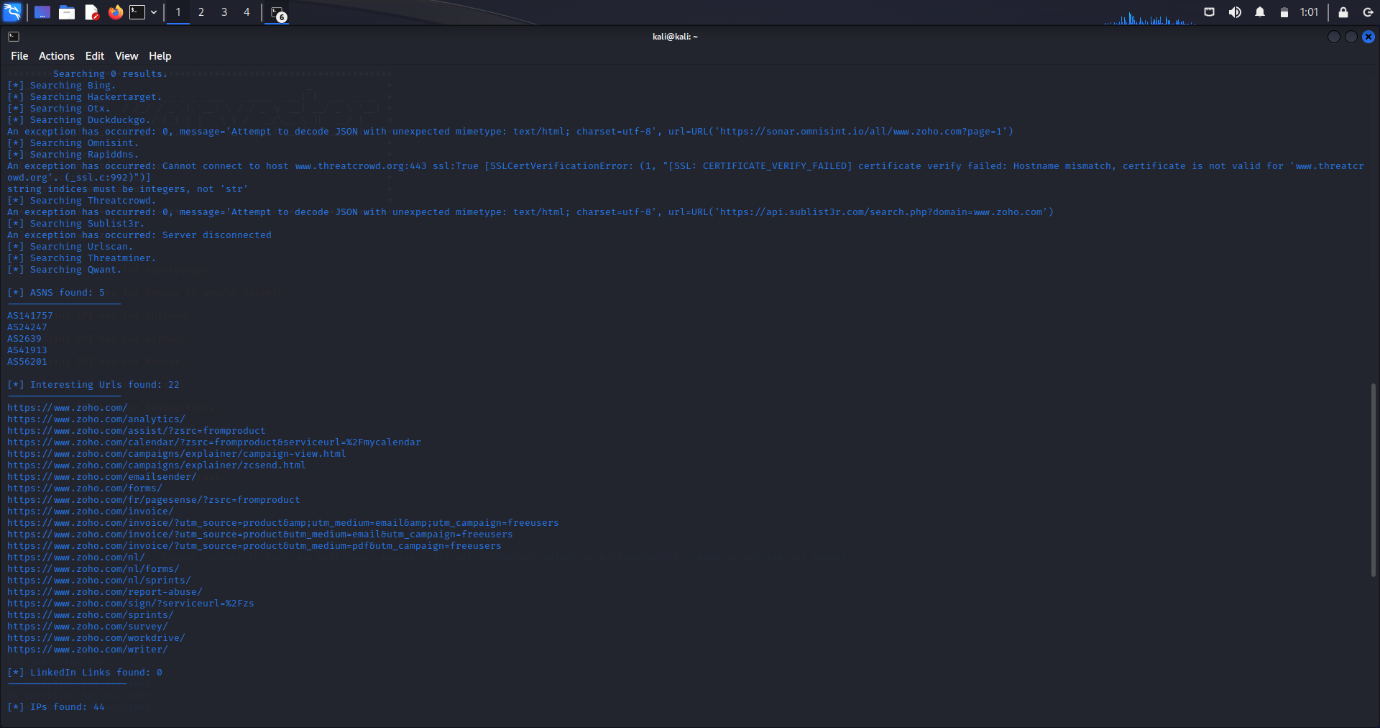 1 2 3 4 6 1:01
kali@kali: ~
File Actions Edit View Help
Searching 0 results.
[*] Searching Bing.
[*] Searching Hackertarget.
[*] Searching Otx.
[*] Searching Duckduckgo.
An exception has occurred: 0, message='Attempt to decode JSON with unexpected mimetype: text/html; charset=utf-8', url=URL('https://sonar.omnisint.io/all/www.zoho.com?page=1')
[*] Searching Omnisint.
[*] Searching Rapiddns.
An exception has occurred: Cannot connect to host www.threatcrowd.org:443 ssl:True [SSLCertVerificationError: (1, "[SSL: CERTIFICATE_VERIFY_FAILED] certificate verify failed: Hostname mismatch, certificate is not valid for 'www.threatcr
owd.org'. (_ssl.c:992)")]
string indices must be integers, not 'str'
[*] Searching Threatcrowd.
An exception has occurred: 0, message='Attempt to decode JSON with unexpected mimetype: text/html; charset=utf-8', url=URL('https://api.sublist3r.com/search.php?domain=www.zoho.com')
[*] Searching Sublist3r.
An exception has occurred: Server disconnected
[*] Searching Urlscan.
[*] Searching Threatminer.
[*] Searching Qwant.
[*] ASNS found: 5
--------------------
AS141757
AS24247
AS2639
AS41913
AS56201
[*] Interesting Urls found: 22
--------------------
https://www.zoho.com/
https://www.zoho.com/analytics/
https://www.zoho.com/assist/?zsrc=fromproduct
https://www.zoho.com/calendar/?zsrc=fromproduct&serviceurl=%2Fmycalendar
https://www.zoho.com/campaigns/explainer/campaign-view.html
https://www.zoho.com/campaigns/explainer/zcsend.html
https://www.zoho.com/emailsender/
https://www.zoho.com/forms/
https://www.zoho.com/fr/pagesense/?zsrc=fromproduct
https://www.zoho.com/invoice/
https://www.zoho.com/invoice/?utm_source=product&amp;utm_medium=email&amp;utm_campaign=freeusers
https://www.zoho.com/invoice/?utm_source=product&utm_medium=email&utm_campaign=freeusers
https://www.zoho.com/invoice/?utm_source=product&utm_medium=pdf&utm_campaign=freeusers
https://www.zoho.com/nl/
https://www.zoho.com/nl/forms/
https://www.zoho.com/nl/sprints/
https://www.zoho.com/report-abuse/
https://www.zoho.com/sign/?serviceurl=%2Fzs
https://www.zoho.com/sprints/
https://www.zoho.com/survey/
https://www.zoho.com/workdrive/
https://www.zoho.com/writer/
[*] LinkedIn Links found: 0
---------------------
[*] IPs found: 44